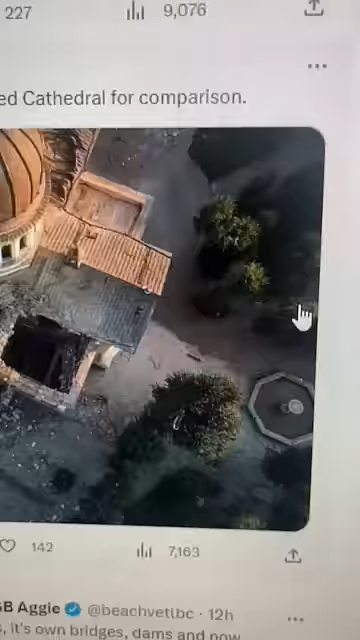 227 9,076
ed Cathedral for comparison.
142 7,163
B Aggie @beachvetlbc · 12h
, it's own bridges, dams and now